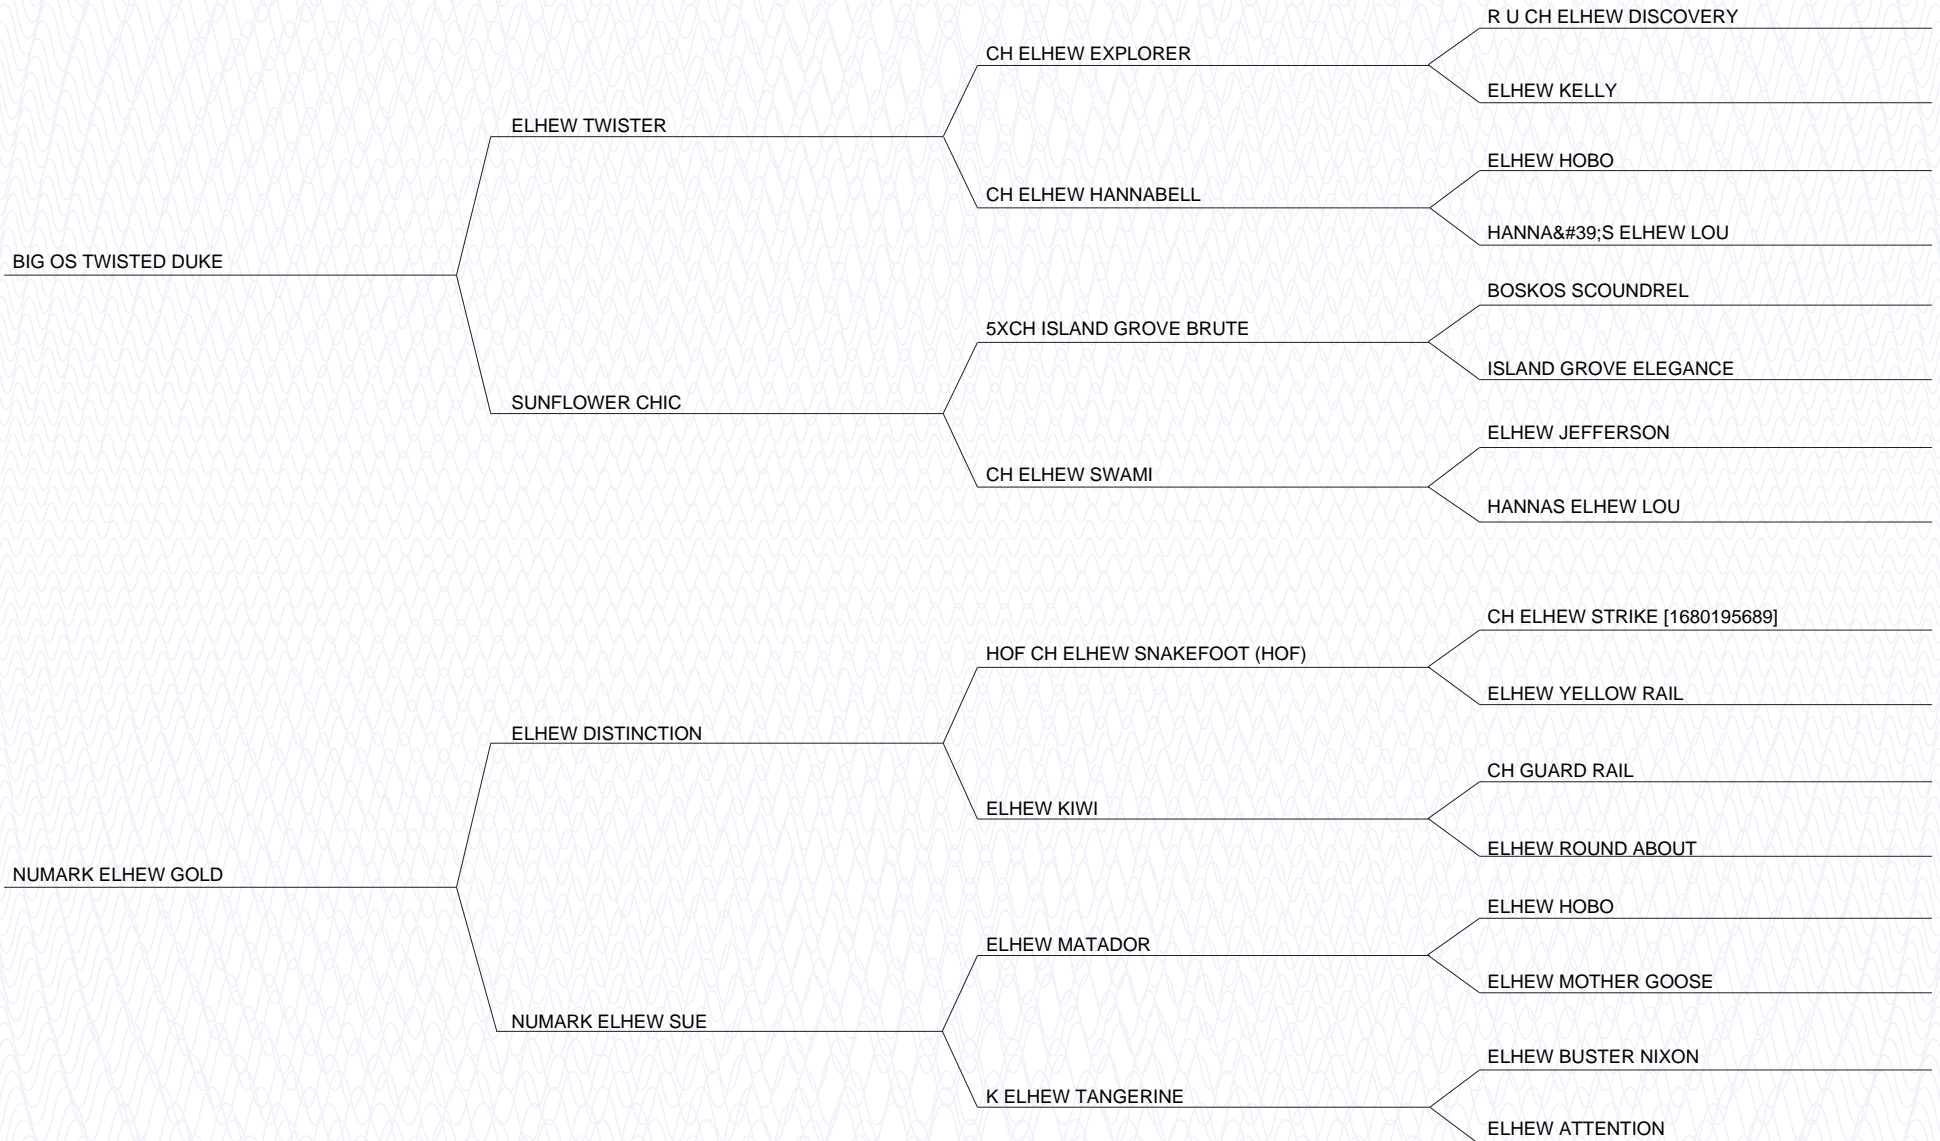 R U CH ELHEW DISCOVERY
CH ELHEW EXPLORER
ELHEW KELLY
ELHEW TWISTER
ELHEW HOBO
CH ELHEW HANNABELL
HANNA&#39;S ELHEW LOU
BIG OS TWISTED DUKE
BOSKOS SCOUNDREL
5XCH ISLAND GROVE BRUTE
ISLAND GROVE ELEGANCE
SUNFLOWER CHIC
ELHEW JEFFERSON
CH ELHEW SWAMI
HANNAS ELHEW LOU
CH ELHEW STRIKE [1680195689]
HOF CH ELHEW SNAKEFOOT (HOF)
ELHEW YELLOW RAIL
ELHEW DISTINCTION
CH GUARD RAIL
ELHEW KIWI
ELHEW ROUND ABOUT
NUMARK ELHEW GOLD
ELHEW HOBO
ELHEW MATADOR
ELHEW MOTHER GOOSE
NUMARK ELHEW SUE
ELHEW BUSTER NIXON
K ELHEW TANGERINE
ELHEW ATTENTION